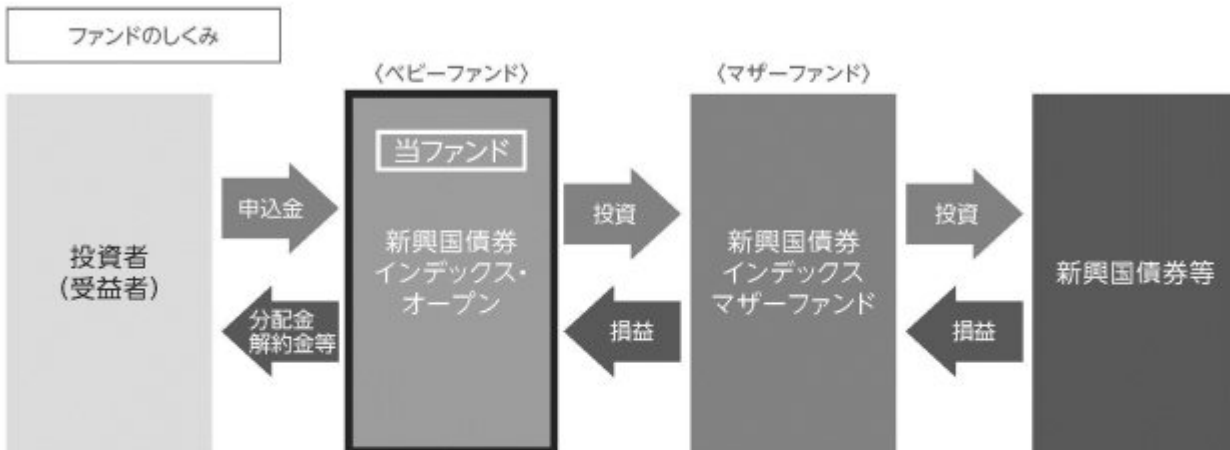 ファンドのしくみ
〈ベビーファンド〉
〈マザーファンド〉
投資者
(受益者)
申込金
分配金
解約金等
当ファンド
新興国債券
インデックス・
オープン
投資
損益
新興国債券
インデックス
マザーファンド
投資
損益
新興国債券等